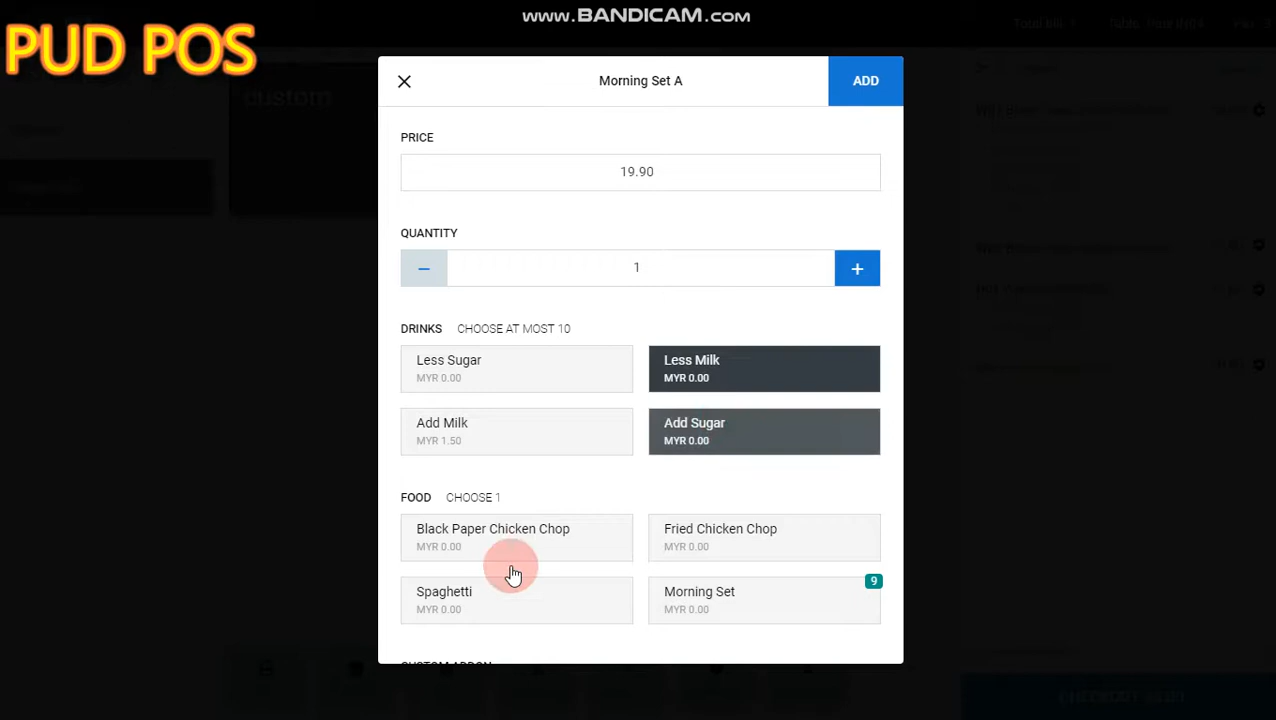 www.BANDICAM.com
PUD POS
Morning Set A
ADD
PRICE
19.90
QUANTITY
− 1 +
DRINKS CHOOSE AT MOST 10
Less Sugar
MYR 0.00
Less Milk
MYR 0.00
Add Milk
MYR 1.50
Add Sugar
MYR 0.00
FOOD CHOOSE 1
Black Paper Chicken Chop
MYR 0.00
Fried Chicken Chop
MYR 0.00
Spaghetti
MYR 0.00
9
Morning Set
MYR 0.00
CUSTOM ADDON
custom